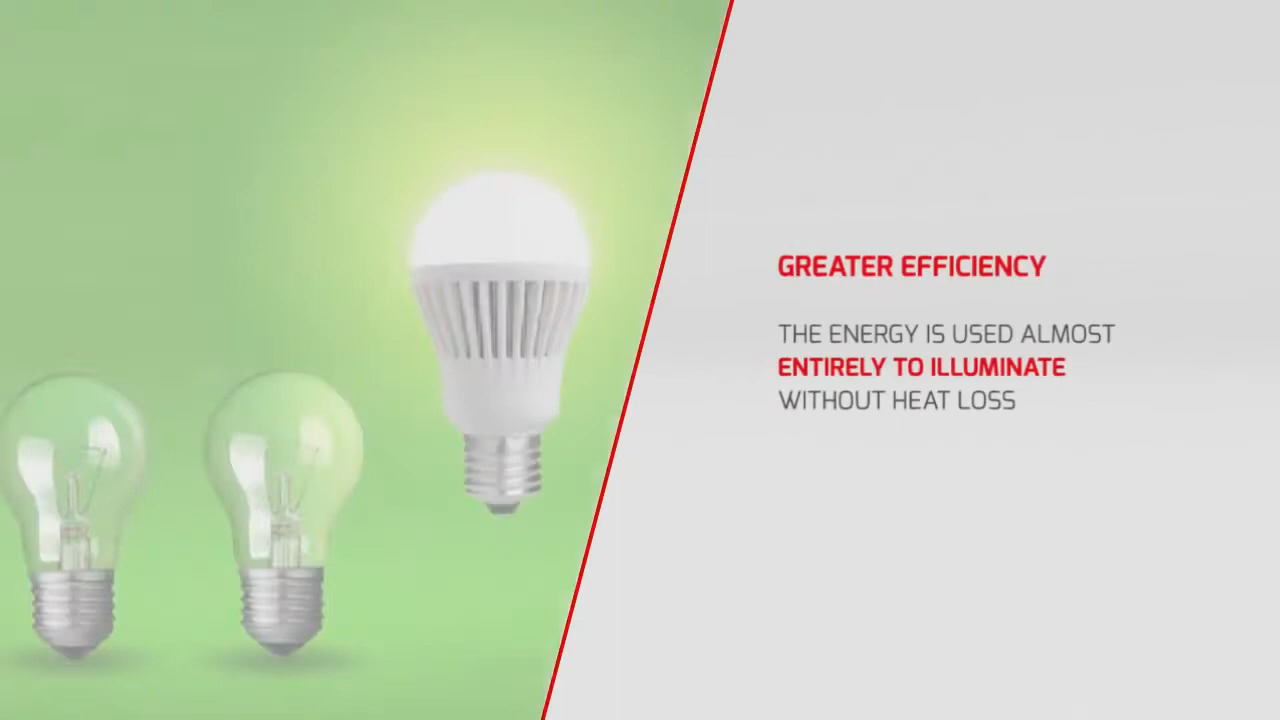 GREATER EFFICIENCY
THE ENERGY IS USED ALMOST
ENTIRELY TO ILLUMINATE
WITHOUT HEAT LOSS